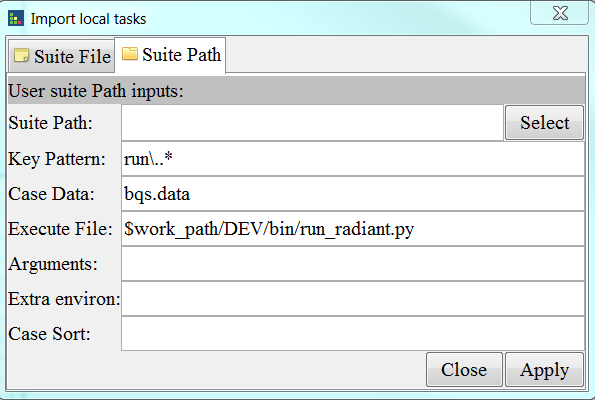 Import local tasks
Suite File
Suite Path
User suite Path inputs:
Suite Path:
Select
Key Pattern: run\..*
Case Data: bqs.data
Execute File: $work_path/DEV/bin/run_radiant.py
Arguments:
Extra environ:
Case Sort:
Close
Apply